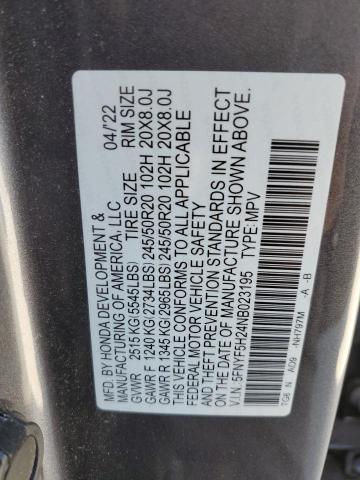 MFD. BY HONDA DEVELOPMENT & 04/22
MANUFACTURING OF AMERICA, LLC
GVWR 2515 KG(5545LBS) TIRE SIZE RIM SIZE
GAWR F 1240 KG(2734LBS) 245/50R20 102H 20X8.0J
GAWR R 1345 KG(2965LBS) 245/50R20 102H 20X8.0J
THIS VEHICLE CONFORMS TO ALL APPLICABLE
FEDERAL MOTOR VEHICLE SAFETY
AND THEFT PREVENTION STANDARDS IN EFFECT
ON THE DATE OF MANUFACTURE SHOWN ABOVE.
V.I.N.:5FNYF5H24NB023195 TYPE:MPV
TG6 N A09 -NH797M -A -B